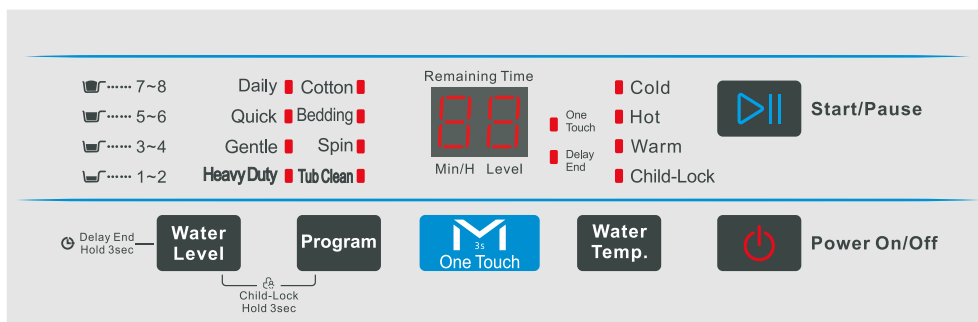 Remaining Time
7~8 Daily Cotton Cold
5~6 Quick Bedding One Touch Hot Start/Pause
3~4 Gentle Spin Delay End Warm
1~2 Heavy Duty Tub Clean Min/H Level Child-Lock
Delay End
Hold 3sec
Water
Level
Program
3s
One Touch
Water
Temp.
Power On/Off
Child-Lock
Hold 3sec